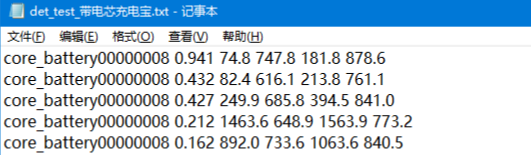 det_test_带电芯充电宝.txt - 记事本
文件(F) 编辑(E) 格式(O) 查看(V) 帮助(H)
core_battery00000008 0.941 74.8 747.8 181.8 878.6
core_battery00000008 0.432 82.4 616.1 213.8 761.1
core_battery00000008 0.427 249.9 685.8 394.5 841.0
core_battery00000008 0.212 1463.6 648.9 1563.9 773.2
core_battery00000008 0.162 892.0 733.6 1063.6 840.5